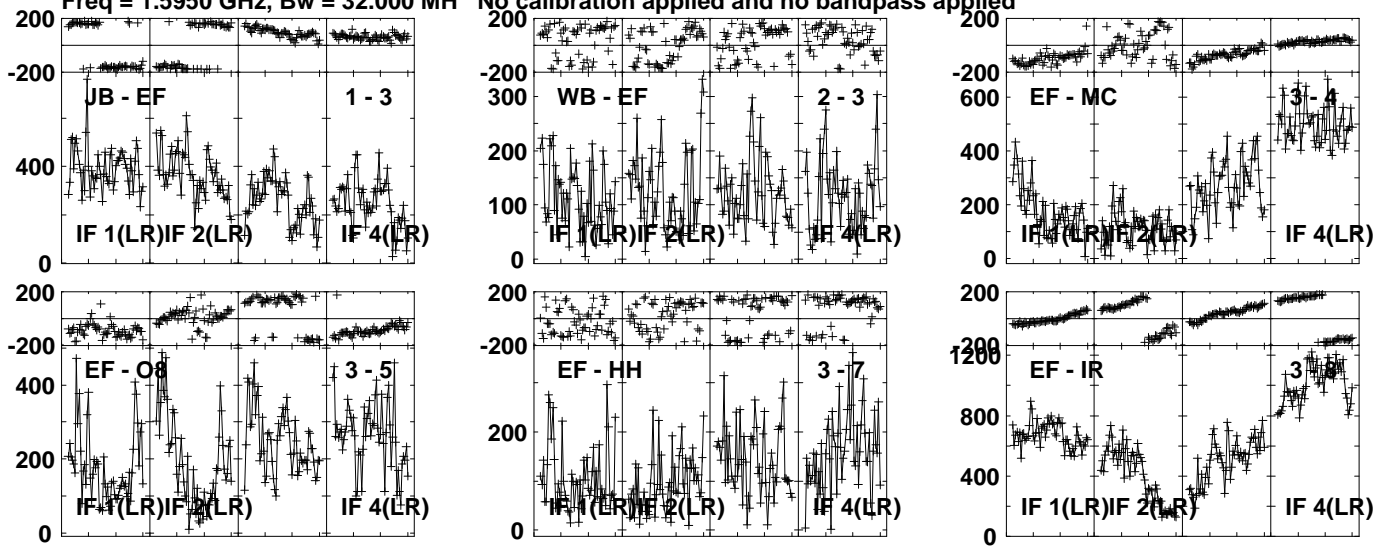 Freq = 1.5950 GHz, Bw = 32.000 MH No calibration applied and no bandpass applied
200
-200
JB - EF 1 - 3
400
0
IF 1(LR) IF 2(LR) IF 4(LR)
200
-200
WB - EF 2 - 3
300
200
100
0
IF 1(LR) IF 2(LR) IF 4(LR)
200
-200
EF - MC 3 - 4
600
400
200
0
IF 1(LR) IF 2(LR) IF 4(LR)
200
-200
EF - O8 3 - 5
400
200
0
IF 1(LR) IF 2(LR) IF 4(LR)
200
-200
EF - HH 3 - 7
200
0
IF 1(LR) IF 2(LR) IF 4(LR)
200
-200
1200
EF - IR 3 - 8
800
400
0
IF 1(LR) IF 2(LR) IF 4(LR)